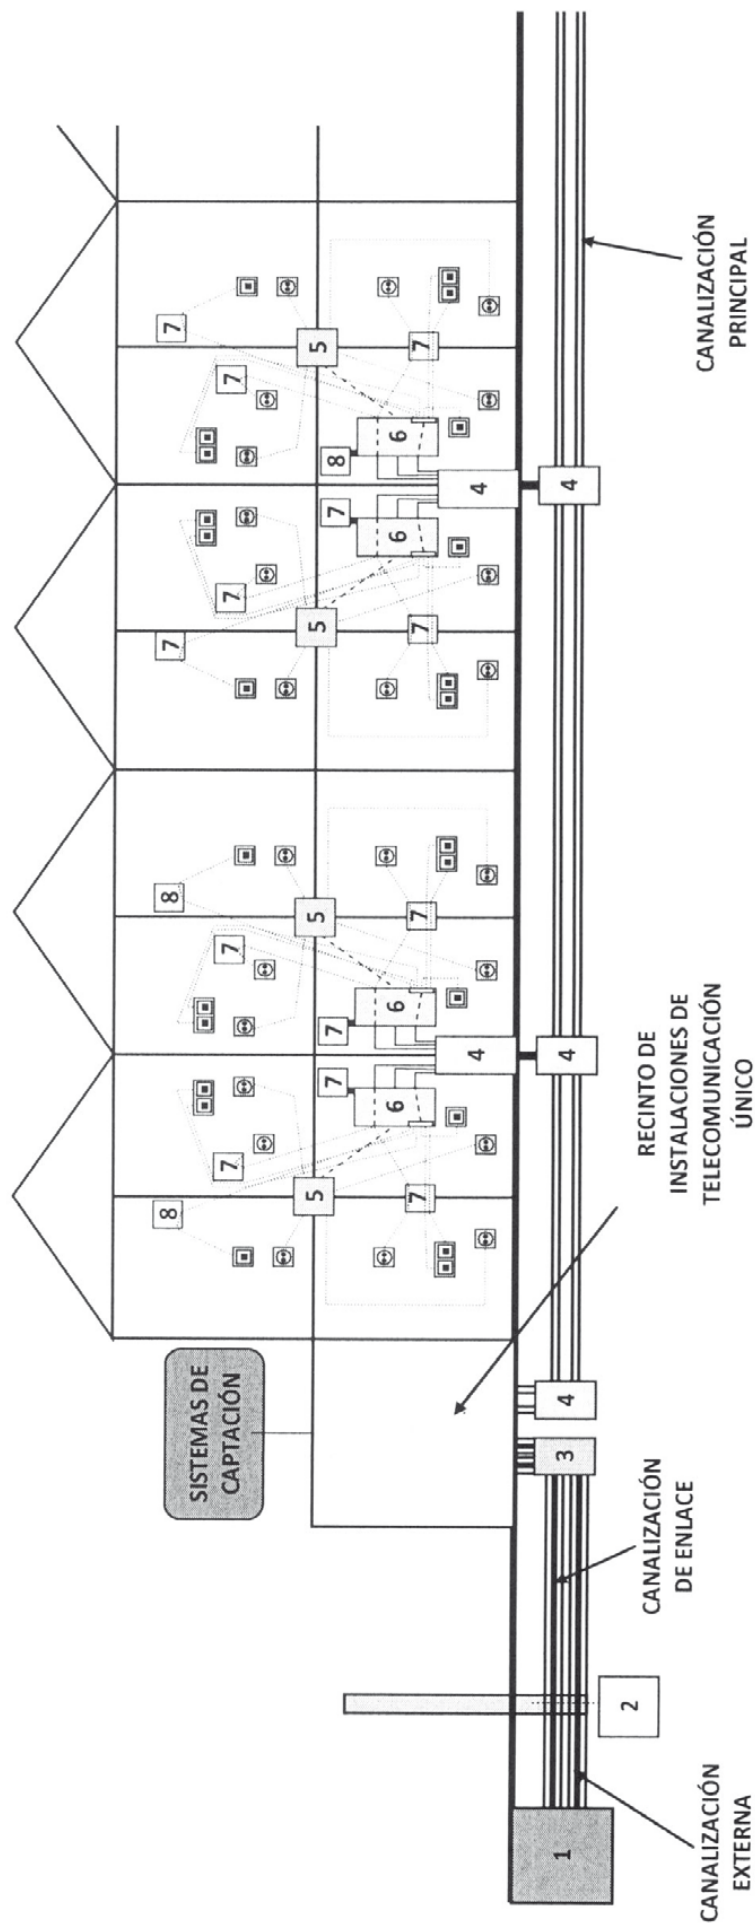 8
8
7
7
SISTEMAS DE
CAPTACIÓN
7
7
7
7
5
5
5
5
7
7
7
8
6
6
6
6
7
7
7
7
4
4
1
3
4
4
4
2
CANALIZACIÓN
EXTERNA
CANALIZACIÓN
DE ENLACE
RECINTO DE
INSTALACIONES DE
TELECOMUNICACIÓN
ÚNICO
CANALIZACIÓN
PRINCIPAL